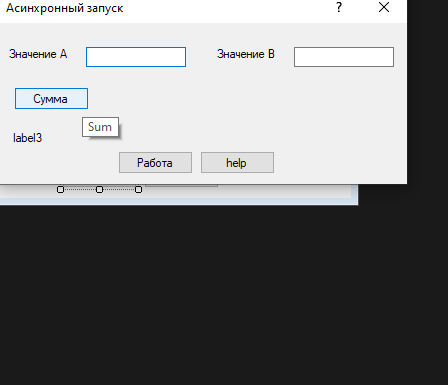 Асинхронный запуск ?
Значение A Значение B
Сумма
Sum
label3
Работа help